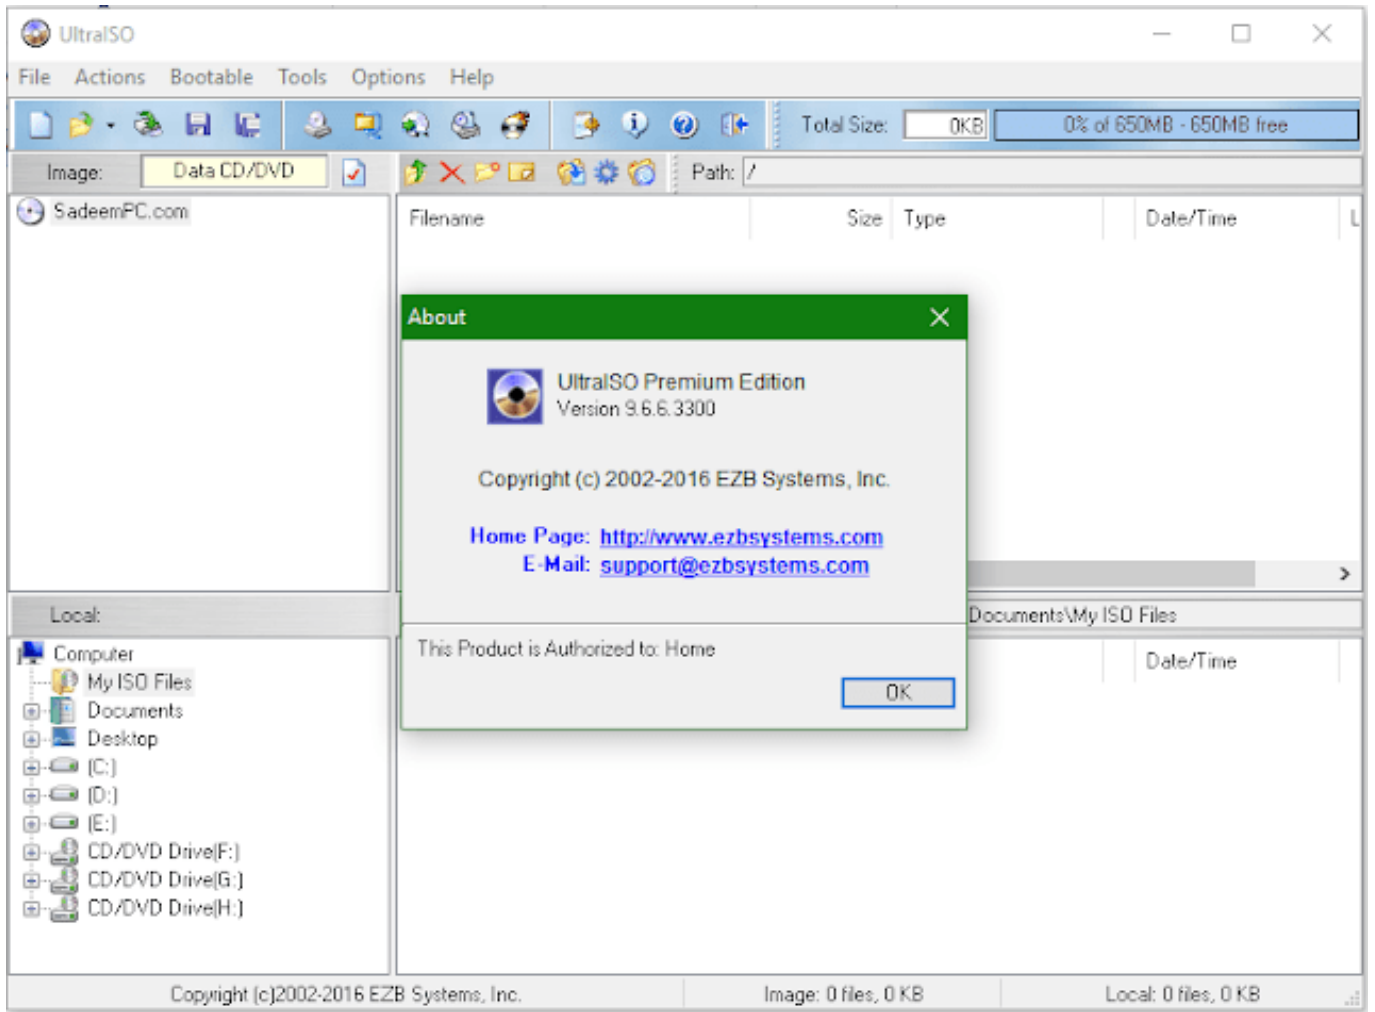 UltraISO
File Actions Bootable Tools Options Help
Total Size: 0KB 0% of 650MB - 650MB free
Image: Data CD/DVD Path: /
SadeemPC.com
Filename Size Type Date/Time L
About
UltraISO Premium Edition
Version 9.6.6.3300
Copyright (c) 2002-2016 EZB Systems, Inc.
Home Page: http://www.ezbsystems.com
E-Mail: support@ezbsystems.com
This Product is Authorized to: Home
OK
Local: Documents\My ISO Files
Date/Time
Computer
My ISO Files
Documents
Desktop
(C:)
(D:)
(E:)
CD/DVD Drive(F:)
CD/DVD Drive(G:)
CD/DVD Drive(H:)
Copyright (c)2002-2016 EZB Systems, Inc. Image: 0 files, 0 KB Local: 0 files, 0 KB